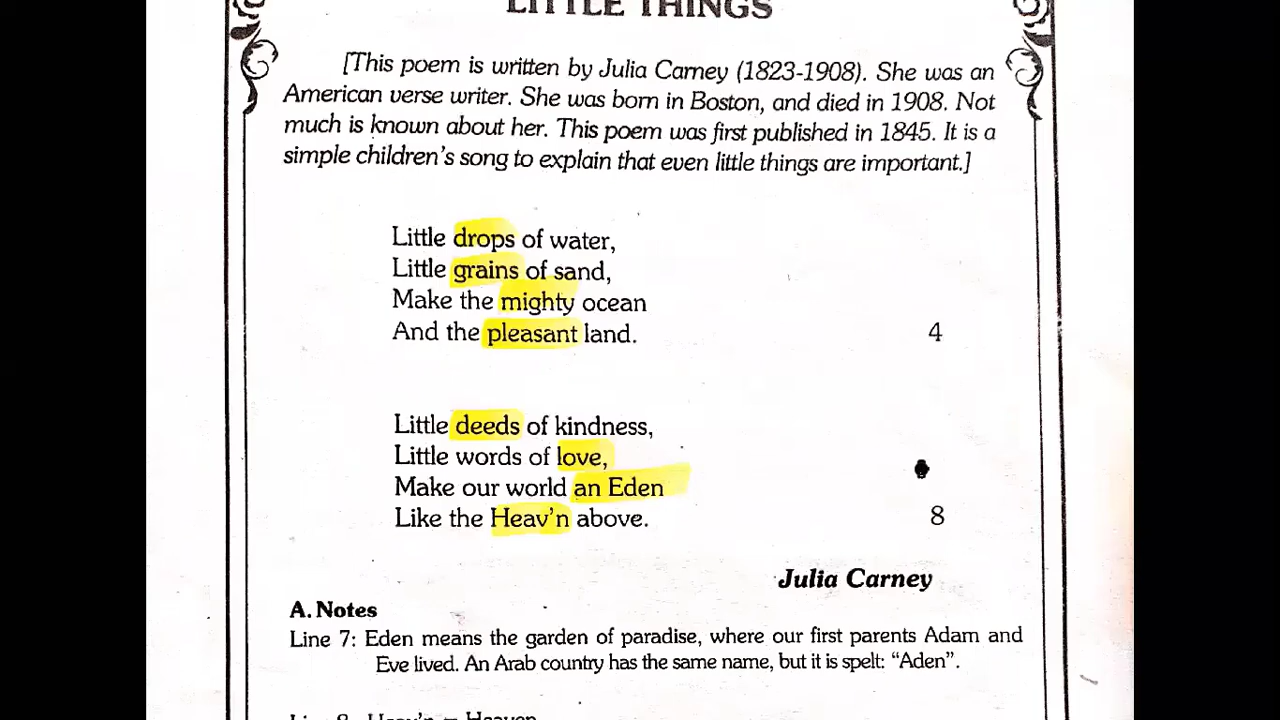 LITTLE THINGS
[This poem is written by Julia Carney (1823-1908). She was an
American verse writer. She was born in Boston, and died in 1908. Not
much is known about her. This poem was first published in 1845. It is a
simple children's song to explain that even little things are important.]
Little drops of water,
Little grains of sand,
Make the mighty ocean
And the pleasant land. 4
Little deeds of kindness,
Little words of love,
Make our world an Eden
Like the Heav'n above. 8
Julia Carney
A. Notes
Line 7: Eden means the garden of paradise, where our first parents Adam and
Eve lived. An Arab country has the same name, but it is spelt: “Aden”.
Line 8 Heav'n = Heaven